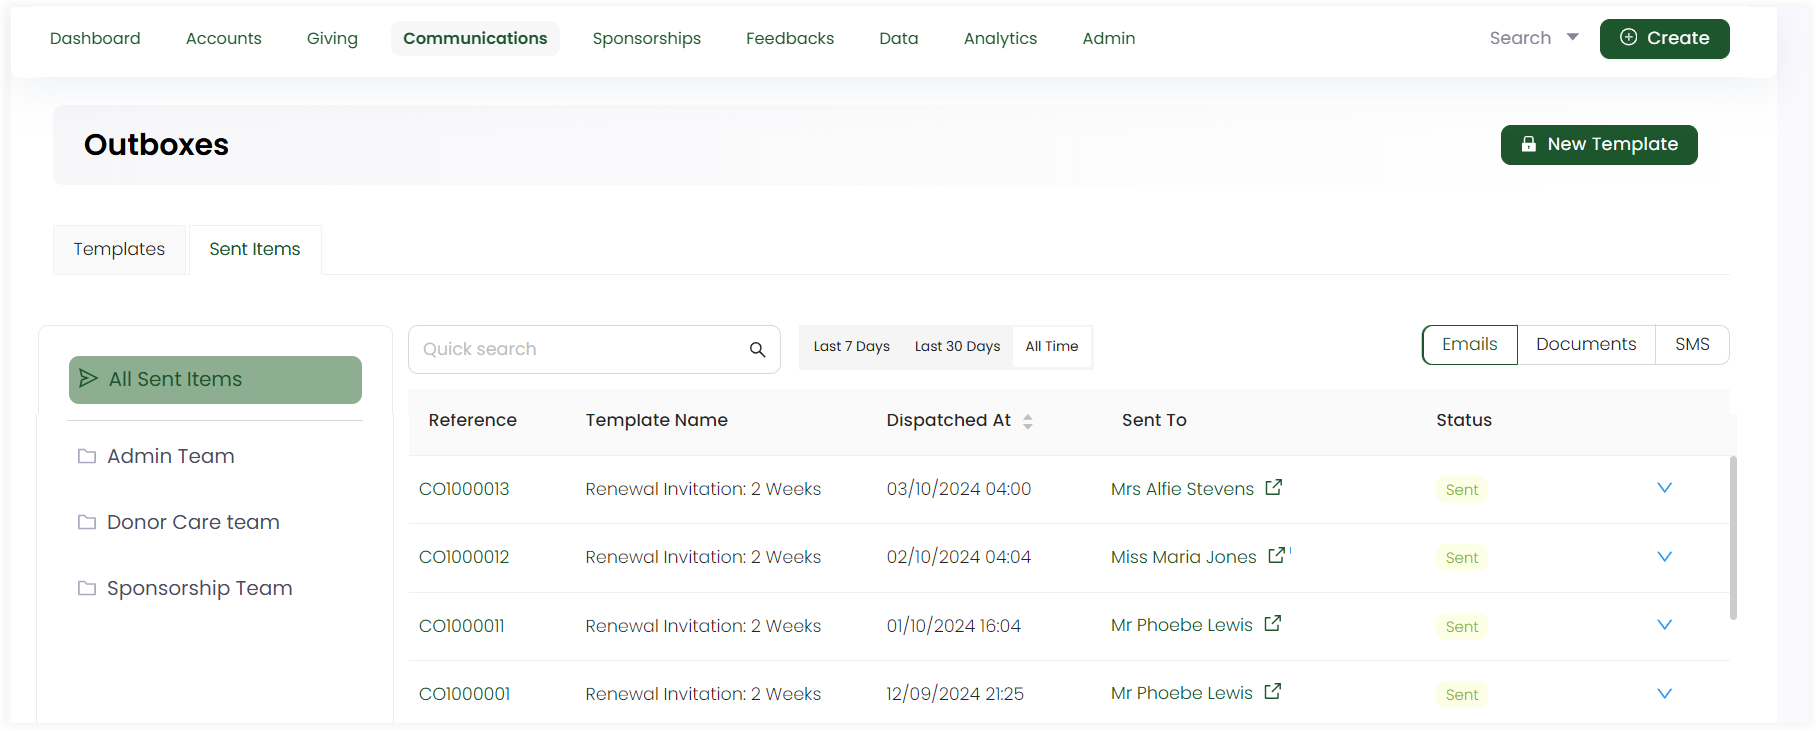 Dashboard Accounts Giving Communications Sponsorships Feedbacks Data Analytics Admin Search Create
Outboxes New Template
Templates Sent Items
All Sent Items
Admin Team
Donor Care team
Sponsorship Team
Quick search Last 7 Days Last 30 Days All Time Emails Documents SMS
Reference Template Name Dispatched At Sent To Status
CO1000013 Renewal Invitation: 2 Weeks 03/10/2024 04:00 Mrs Alfie Stevens Sent
CO1000012 Renewal Invitation: 2 Weeks 02/10/2024 04:04 Miss Maria Jones Sent
CO1000011 Renewal Invitation: 2 Weeks 01/10/2024 16:04 Mr Phoebe Lewis Sent
CO1000001 Renewal Invitation: 2 Weeks 12/09/2024 21:25 Mr Phoebe Lewis Sent